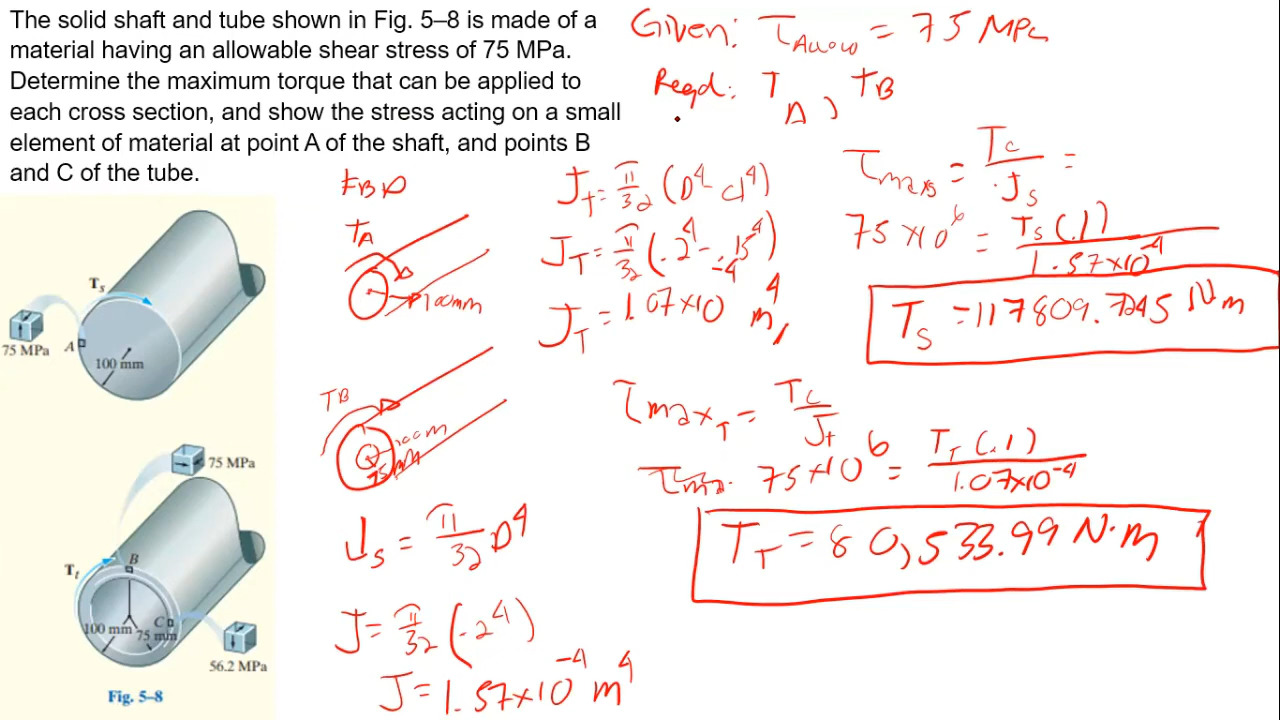 The solid shaft and tube shown in Fig. 5–8 is made of a
material having an allowable shear stress of 75 MPa.
Determine the maximum torque that can be applied to
each cross section, and show the stress acting on a small
element of material at point A of the shaft, and points B
and C of the tube.
Ts
75 MPa
A
100 mm
75 MPa
B
Tt
C
100 mm
75 mm
56.2 MPa
Fig. 5–8
Given: τAllow = 75 MPa
Reqd: TA, TB
FBD
TA
100mm
TB
75mm
Js = π/32 D⁴
J = π/32 (.2⁴)
J = 1.57×10⁻⁴ m⁴
JT = π/32 (D⁴ - d⁴)
JT = π/32 (.2⁴ - .15⁴)
JT = 1.07×10⁻⁴ m⁴
τmaxs = Tc/Js =
75×10⁶ = Ts(.1)/1.57×10⁻⁴
Ts = 117809.7245 N·m
τmaxT = Tc/Jt
75×10⁶ = TT(.1)/1.07×10⁻⁴
TT = 80,533.99 N·m